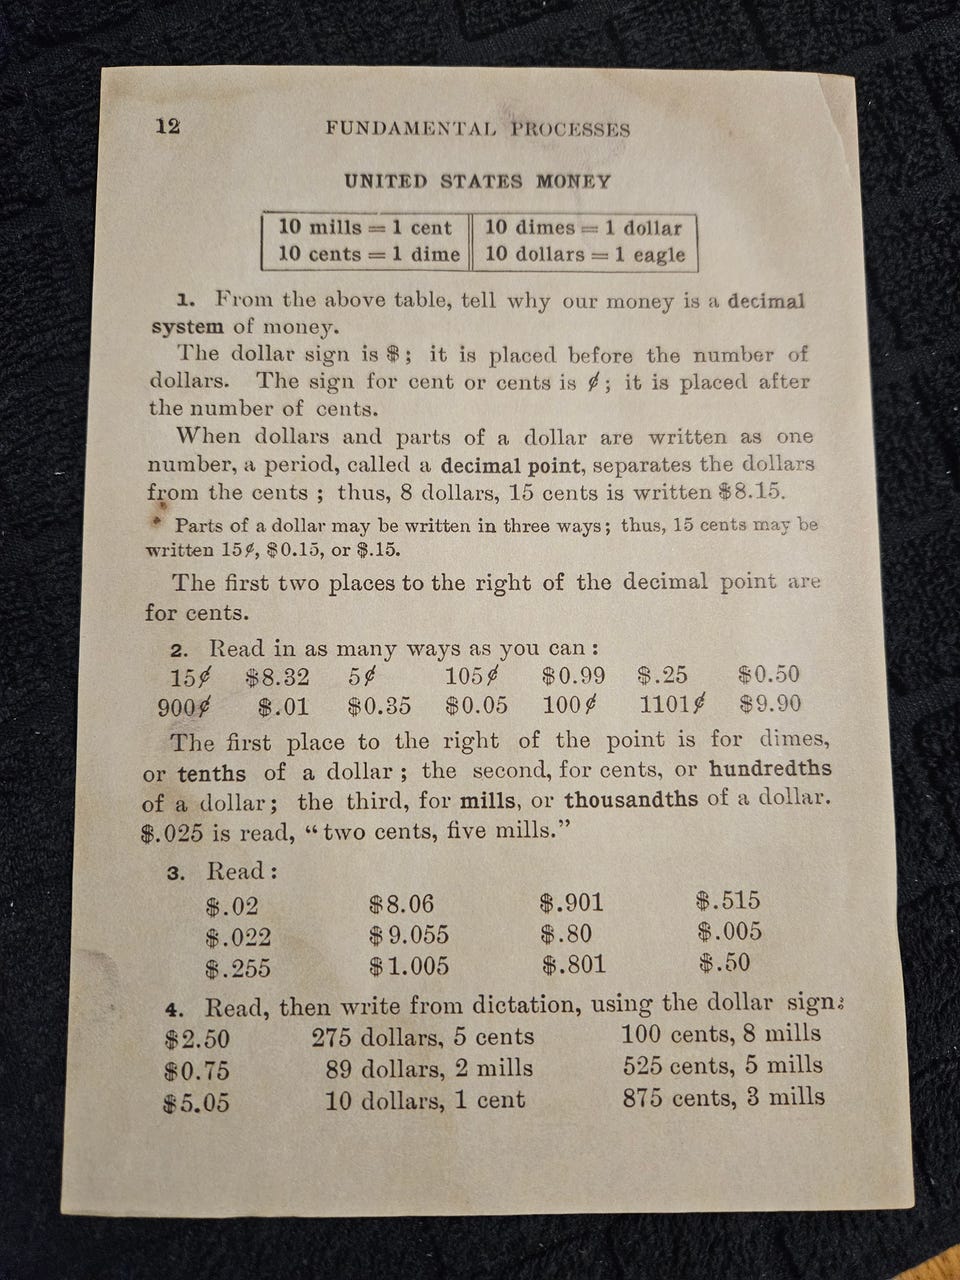 12 FUNDAMENTAL PROCESSES
UNITED STATES MONEY
10 mills = 1 cent 10 dimes = 1 dollar
10 cents = 1 dime 10 dollars = 1 eagle
1. From the above table, tell why our money is a decimal
system of money.
The dollar sign is $; it is placed before the number of
dollars. The sign for cent or cents is ¢; it is placed after
the number of cents.
When dollars and parts of a dollar are written as one
number, a period, called a decimal point, separates the dollars
from the cents; thus, 8 dollars, 15 cents is written $8.15.
* Parts of a dollar may be written in three ways; thus, 15 cents may be
written 15¢, $0.15, or $.15.
The first two places to the right of the decimal point are
for cents.
2. Read in as many ways as you can:
15¢ $8.32 5¢ 105¢ $0.99 $.25 $0.50
900¢ $.01 $0.35 $0.05 100¢ 1101¢ $9.90
The first place to the right of the point is for dimes,
or tenths of a dollar; the second, for cents, or hundredths
of a dollar; the third, for mills, or thousandths of a dollar.
$.025 is read, "two cents, five mills."
3. Read:
$.02 $8.06 $.901 $.515
$.022 $9.055 $.80 $.005
$.255 $1.005 $.801 $.50
4. Read, then write from dictation, using the dollar sign:
$2.50 275 dollars, 5 cents 100 cents, 8 mills
$0.75 89 dollars, 2 mills 525 cents, 5 mills
$5.05 10 dollars, 1 cent 875 cents, 3 mills